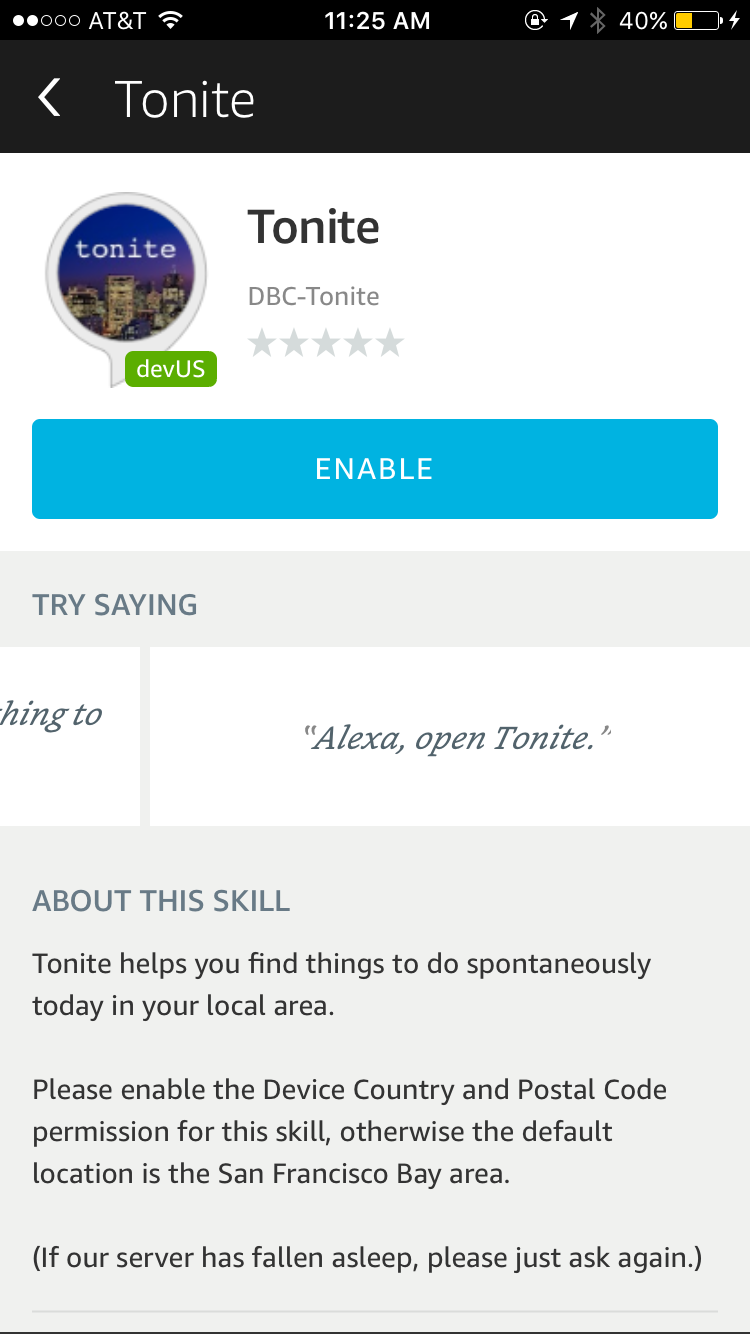 AT&T 11:25 AM 40%
Tonite
tonite
Tonite
DBC-Tonite
devUS
ENABLE
TRY SAYING
hing to
“Alexa, open Tonite.”
ABOUT THIS SKILL
Tonite helps you find things to do spontaneously
today in your local area.
Please enable the Device Country and Postal Code
permission for this skill, otherwise the default
location is the San Francisco Bay area.
(If our server has fallen asleep, please just ask again.)